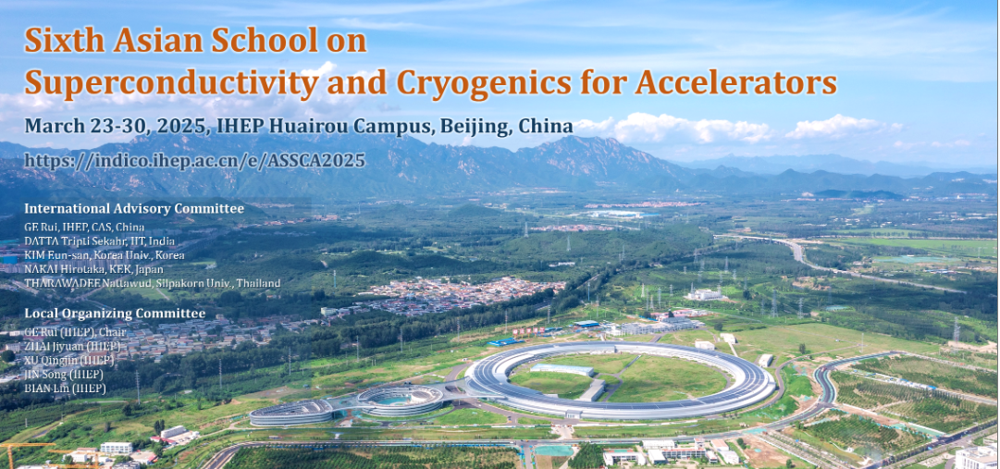 Sixth Asian School on
Superconductivity and Cryogenics for Accelerators
March 23-30, 2025, IHEP Huairou Campus, Beijing, China
https://indico.ihep.ac.cn/e/ASSCA2025
International Advisory Committee
GE Rui, IHEP, CAS, China
DATTA Tripti Sekahr, IIT, India
KIM Eun-san, Korea Univ., Korea
NAKAI Hirotaka, KEK, Japan
THARAWADEE Nattawud, Silpakorn Univ., Thailand
Local Organizing Committee
GE Rui (IHEP), Chair
ZHAI Jiyuan (IHEP)
XU Qingjin (IHEP)
JIN Song (IHEP)
BIAN Lin (IHEP)